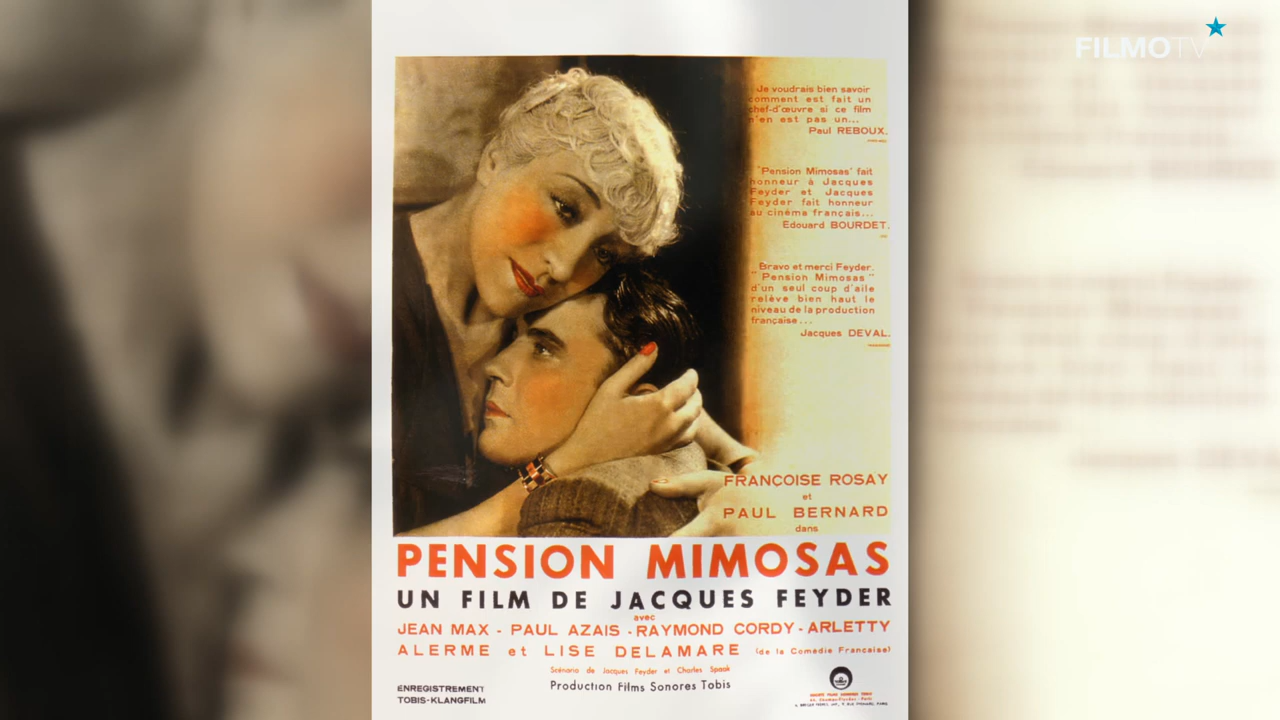 FILMOTV
Je voudrais bien savoir
comment est fait un
chef-d'œuvre si ce film
n'en est pas un...
Paul REBOUX.
"Pension Mimosas" fait
honneur à Jacques
Feyder et Jacques
Feyder fait honneur
au cinéma français...
Edouard BOURDET.
Bravo et merci Feyder.
"Pension Mimosas"
d'un seul coup d'aile
relève bien haut le
niveau de la production
française...
Jacques DEVAL.
FRANCOISE ROSAY
et
PAUL BERNARD
dans
PENSION MIMOSAS
UN FILM DE JACQUES FEYDER
avec
JEAN MAX - PAUL AZAIS - RAYMOND CORDY - ARLETTY
ALERME et LISE DELAMARE (de la Comédie Française)
Scénario de Jacques Feyder et Charles Spaak
Production Films Sonores Tobis
ENREGISTREMENT
TOBIS-KLANGFILM